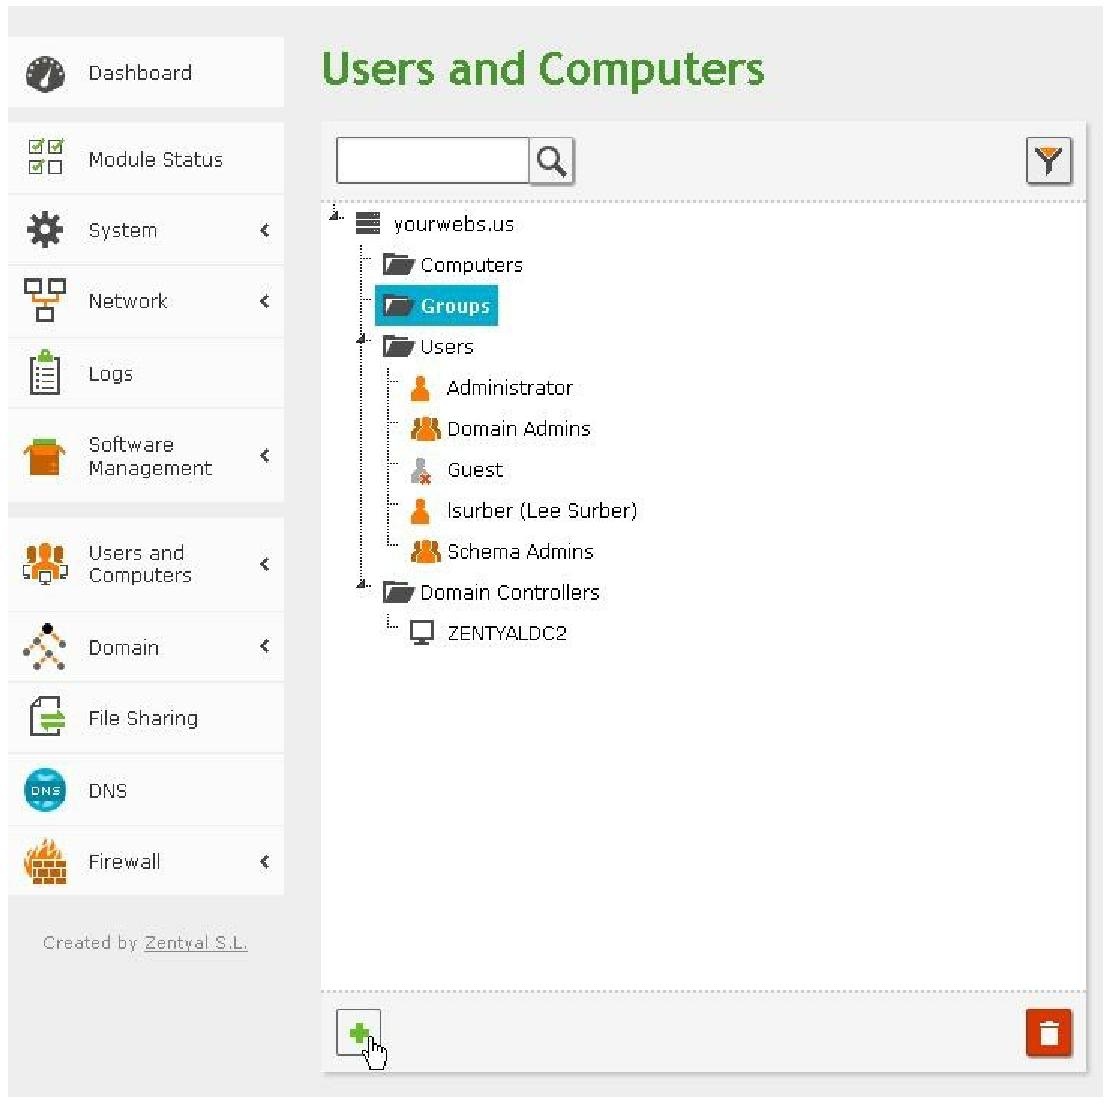 Users and Computers
Dashboard
Module Status
System
Network
Logs
Software
Management
Users and
Computers
Domain
File Sharing
DNS
DNS
Firewall
Created by Zentyal S.L.
yourwebs.us
Computers
Groups
Users
Administrator
Domain Admins
Guest
lsurber (Lee Surber)
Schema Admins
Domain Controllers
ZENTYALDC2